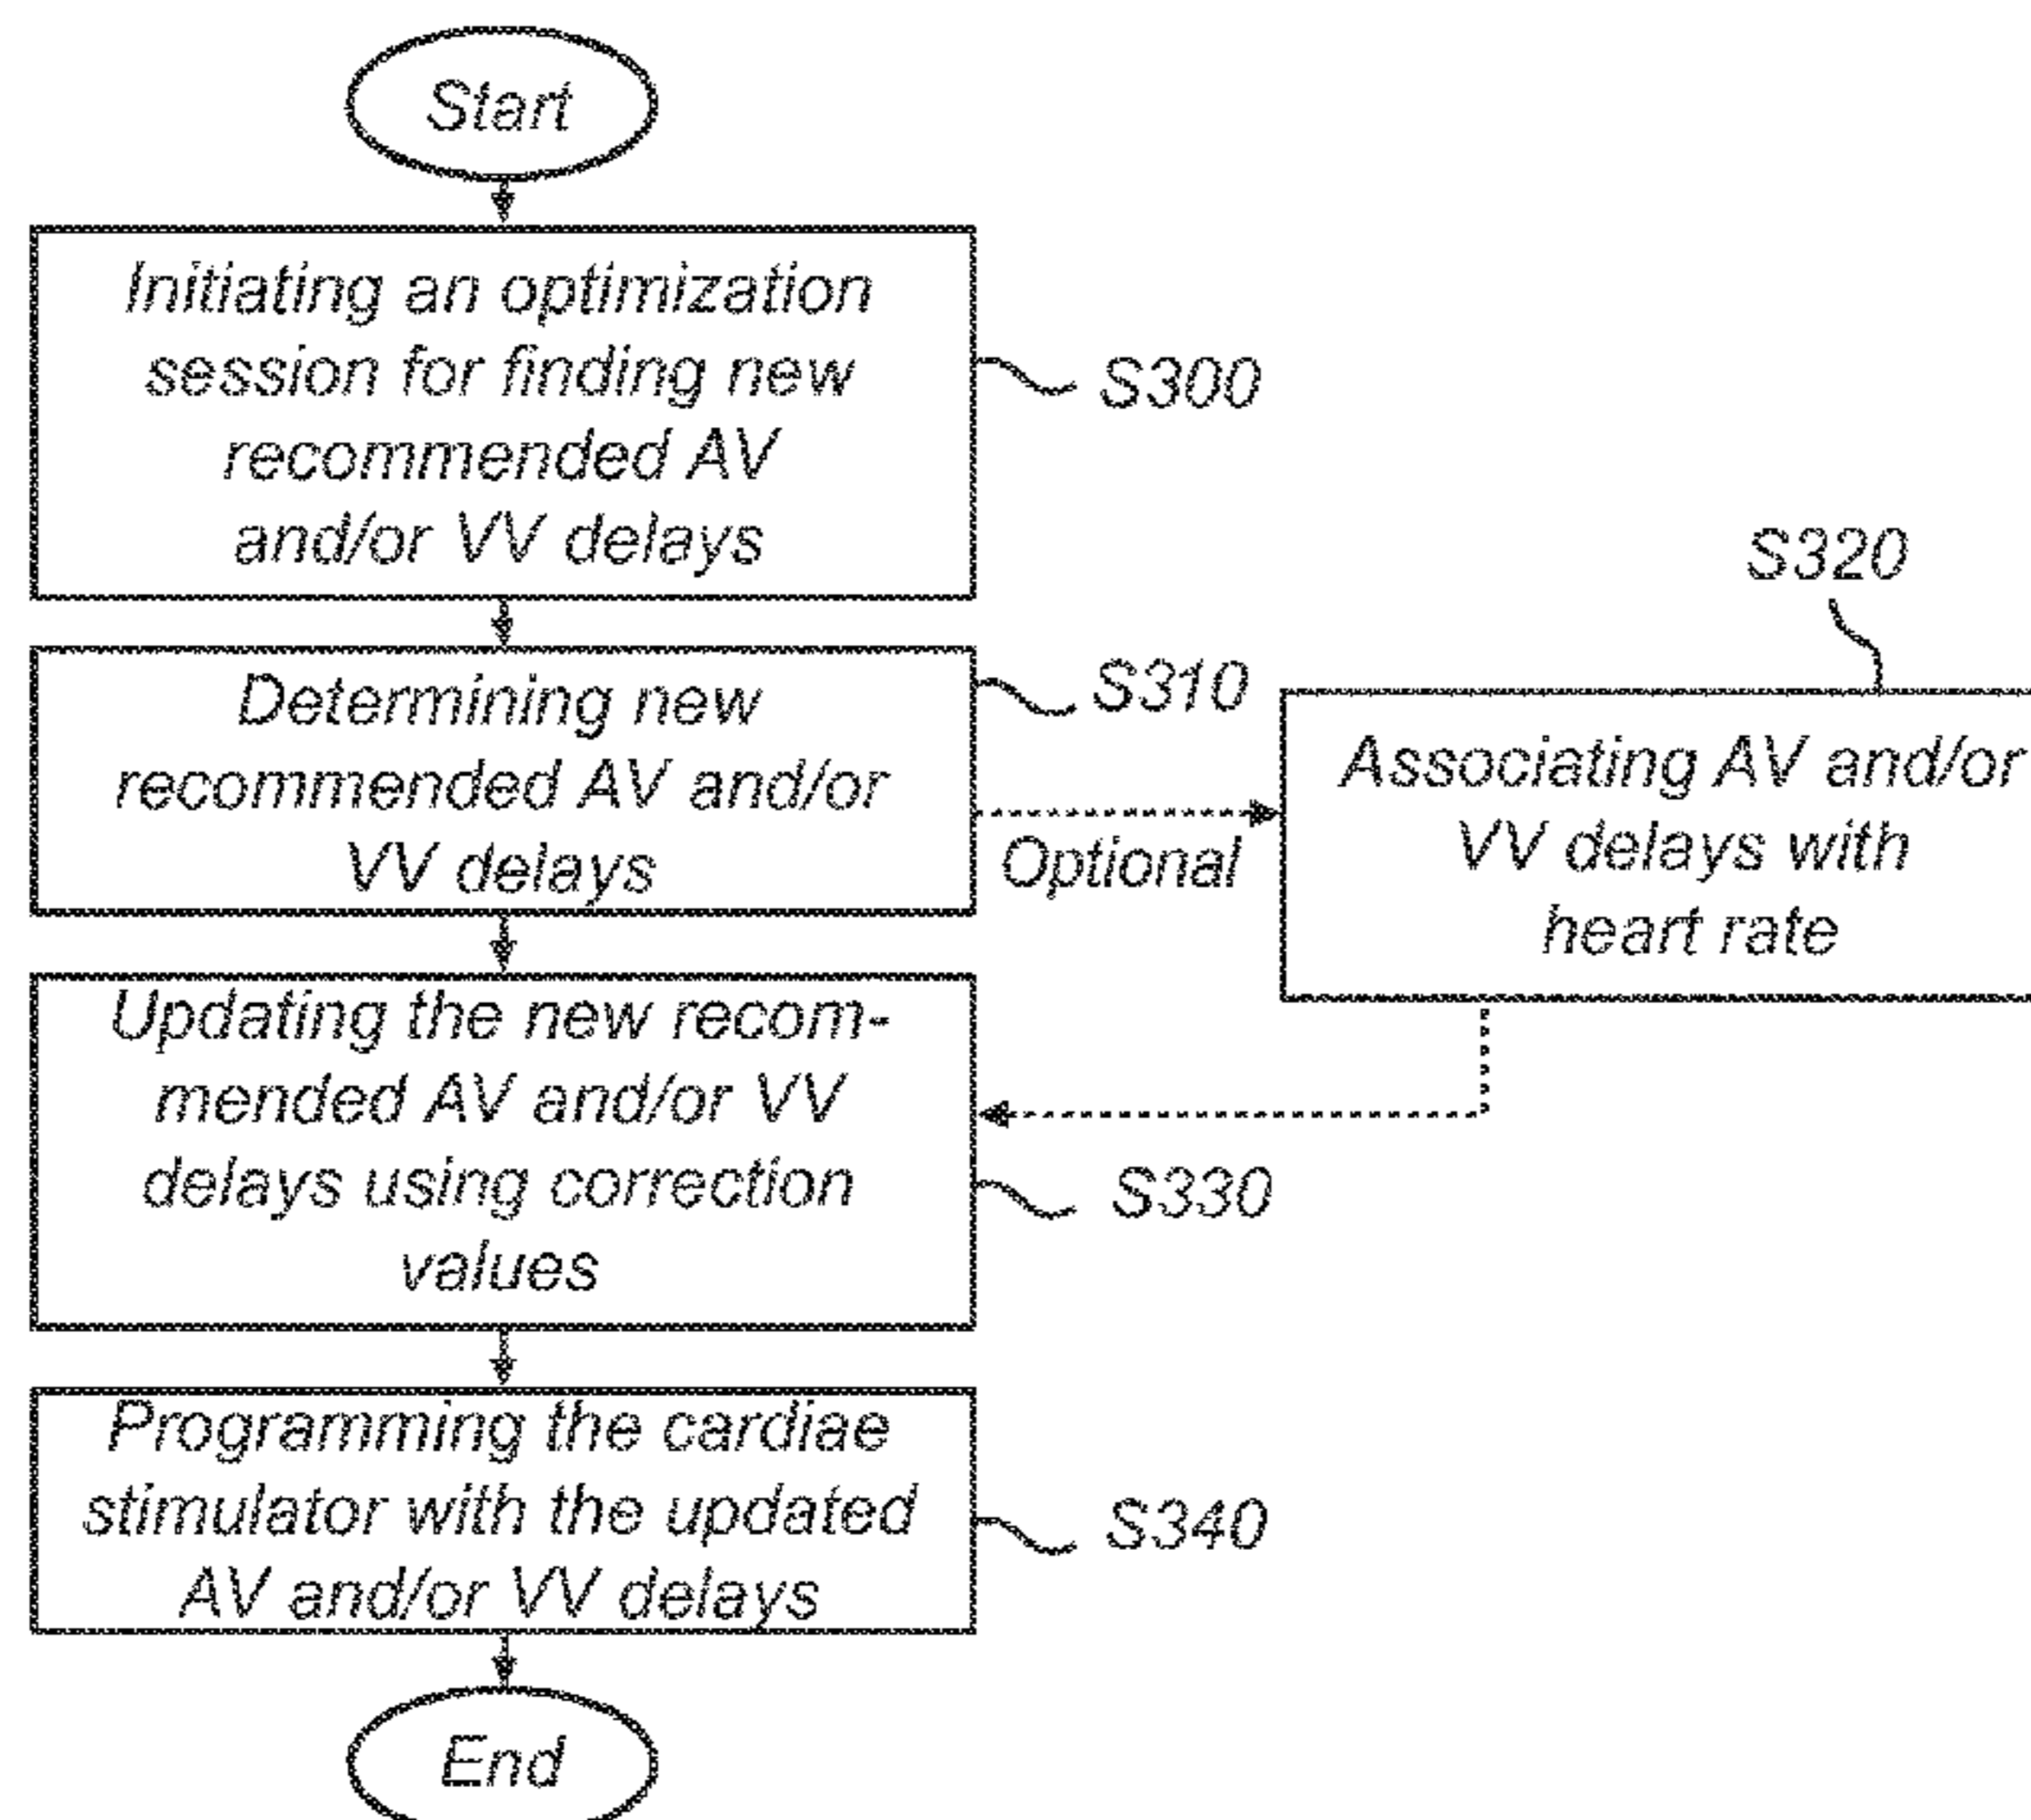 Start
Initiating an optimization
session for finding new
recommended AV
and/or VV delays
S300
Determining new
recommended AV and/or
VV delays
S310
Optional
S320
Associating AV and/or
VV delays with
heart rate
Updating the new recom-
mended AV and/or VV
delays using correction
values
S330
Programming the cardiae
stimulator with the updated
AV and/or VV delays
S340
End